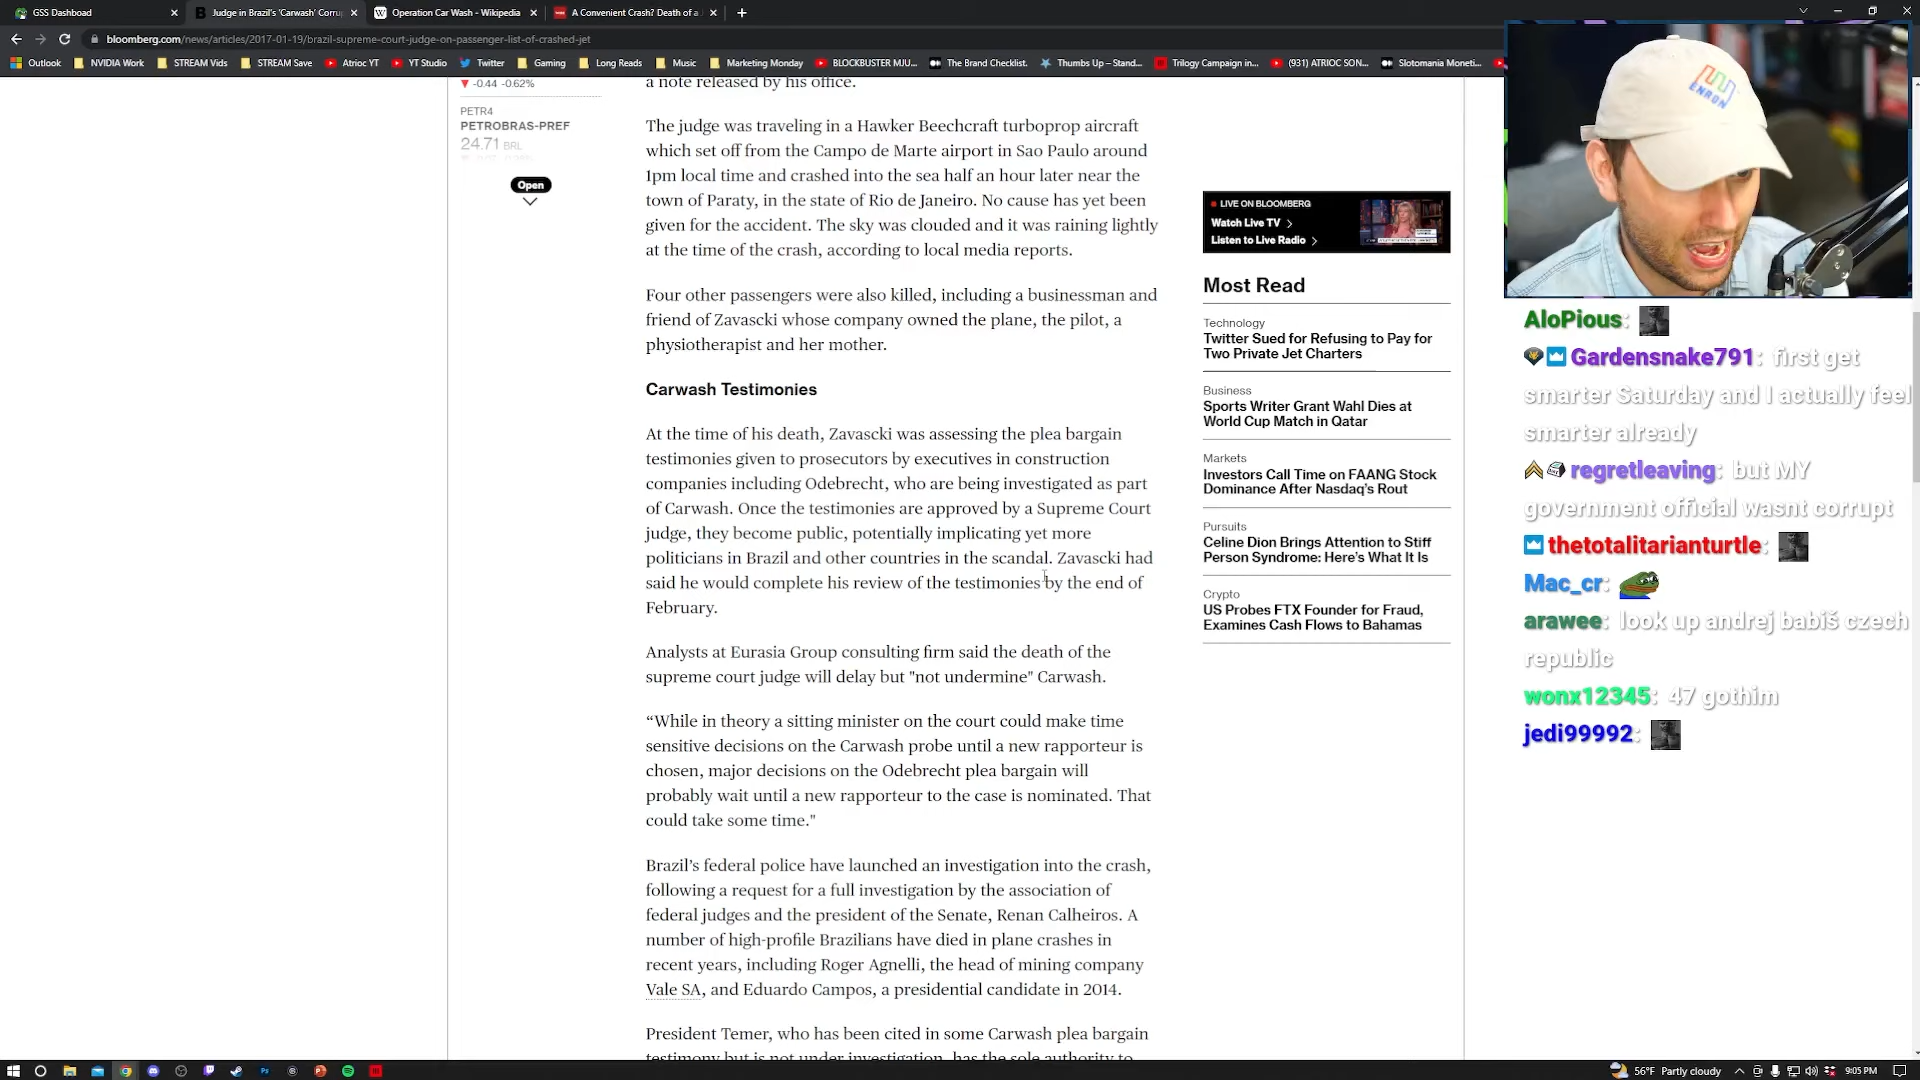 GSS Dashboard
Judge in Brazil's 'Carwash' Corrup
Operation Car Wash - Wikipedia
A Convenient Crash? Death of a
bloomberg.com/news/articles/2017-01-19/brazil-supreme-court-judge-on-passenger-list-of-crashed-jet
Outlook
NVIDIA Work
STREAM Vids
STREAM Save
Atrioc YT
YT Studio
Twitter
Gaming
Long Reads
Music
Marketing Monday
BLOCKBUSTER MJU...
The Brand Checklist.
Thumbs Up – Stand...
Trilogy Campaign in...
(931) ATRIOC SON...
Slotomania Moneti...
-0.44 -0.62%
PETR4
PETROBRAS-PREF
24.71 BRL
Open
a note released by his office.
The judge was traveling in a Hawker Beechcraft turboprop aircraft
which set off from the Campo de Marte airport in Sao Paulo around
1pm local time and crashed into the sea half an hour later near the
town of Paraty, in the state of Rio de Janeiro. No cause has yet been
given for the accident. The sky was clouded and it was raining lightly
at the time of the crash, according to local media reports.
Four other passengers were also killed, including a businessman and
friend of Zavascki whose company owned the plane, the pilot, a
physiotherapist and her mother.
Carwash Testimonies
At the time of his death, Zavascki was assessing the plea bargain
testimonies given to prosecutors by executives in construction
companies including Odebrecht, who are being investigated as part
of Carwash. Once the testimonies are approved by a Supreme Court
judge, they become public, potentially implicating yet more
politicians in Brazil and other countries in the scandal. Zavascki had
said he would complete his review of the testimonies by the end of
February.
Analysts at Eurasia Group consulting firm said the death of the
supreme court judge will delay but "not undermine" Carwash.
“While in theory a sitting minister on the court could make time
sensitive decisions on the Carwash probe until a new rapporteur is
chosen, major decisions on the Odebrecht plea bargain will
probably wait until a new rapporteur to the case is nominated. That
could take some time."
Brazil’s federal police have launched an investigation into the crash,
following a request for a full investigation by the association of
federal judges and the president of the Senate, Renan Calheiros. A
number of high-profile Brazilians have died in plane crashes in
recent years, including Roger Agnelli, the head of mining company
Vale SA, and Eduardo Campos, a presidential candidate in 2014.
President Temer, who has been cited in some Carwash plea bargain
testimony but is not under investigation, has the sole authority to
LIVE ON BLOOMBERG
Watch Live TV
Listen to Live Radio
Most Read
Technology
Twitter Sued for Refusing to Pay for
Two Private Jet Charters
Business
Sports Writer Grant Wahl Dies at
World Cup Match in Qatar
Markets
Investors Call Time on FAANG Stock
Dominance After Nasdaq’s Rout
Pursuits
Celine Dion Brings Attention to Stiff
Person Syndrome: Here’s What It Is
Crypto
US Probes FTX Founder for Fraud,
Examines Cash Flows to Bahamas
ENRON
AloPious:
Gardensnake791: first get
smarter Saturday and I actually feel
smarter already
regretleaving: but MY
government official wasnt corrupt
thetotalitarianturtle:
Mac_cr:
arawee: look up andrej babiš czech
republic
wonx12345: 47 gothim
jedi99992:
56°F Partly cloudy
9:05 PM